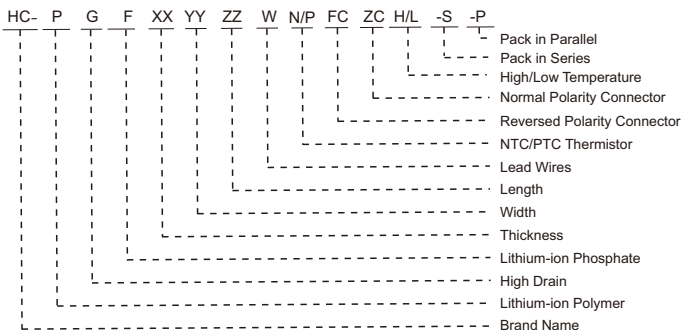 HC- P G F XX YY ZZ W N/P FC ZC H/L -S -P
Pack in Parallel
Pack in Series
High/Low Temperature
Normal Polarity Connector
Reversed Polarity Connector
NTC/PTC Thermistor
Lead Wires
Length
Width
Thickness
Lithium-ion Phosphate
High Drain
Lithium-ion Polymer
Brand Name